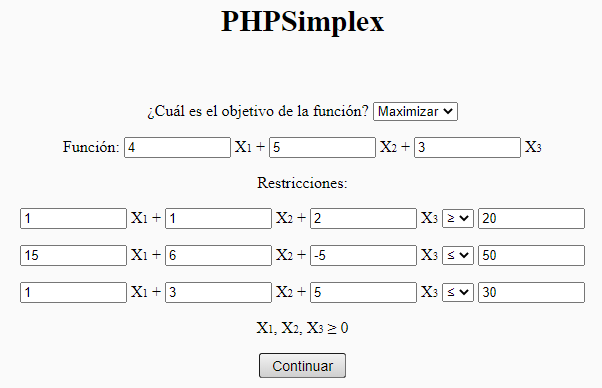 PHPSimplex
¿Cuál es el objetivo de la función? Maximizar
Función: 4 X1 + 5 X2 + 3 X3
Restricciones:
1 X1 + 1 X2 + 2 X3 ≥ 20
15 X1 + 6 X2 + -5 X3 ≤ 50
1 X1 + 3 X2 + 5 X3 ≤ 30
X1, X2, X3 ≥ 0
Continuar